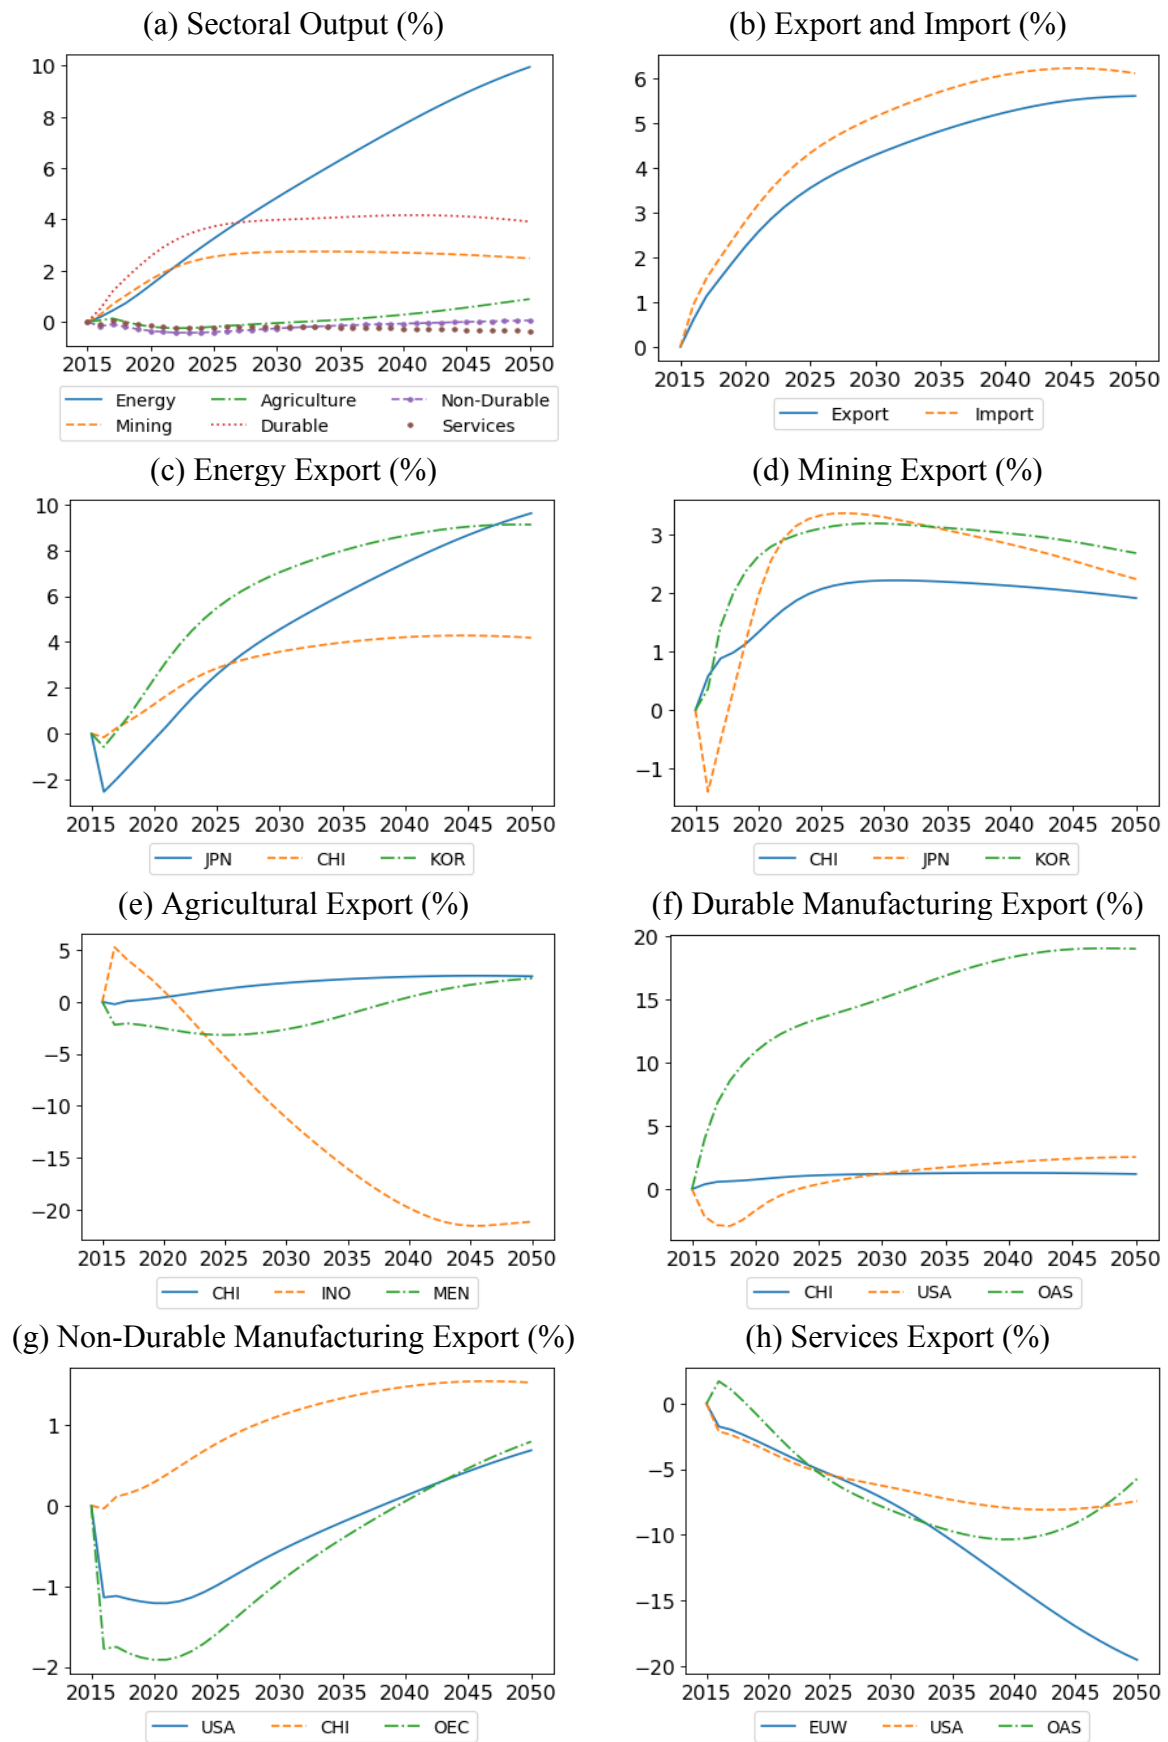 (a) Sectoral Output (%)
10
8
6
4
2
0
2015 2020 2025 2030 2035 2040 2045 2050
Energy Agriculture Non-Durable
Mining Durable Services
(b) Export and Import (%)
6
5
4
3
2
1
0
2015 2020 2025 2030 2035 2040 2045 2050
Export Import
(c) Energy Export (%)
10
8
6
4
2
0
−2
2015 2020 2025 2030 2035 2040 2045 2050
JPN CHI KOR
(d) Mining Export (%)
3
2
1
0
−1
2015 2020 2025 2030 2035 2040 2045 2050
CHI JPN KOR
(e) Agricultural Export (%)
5
0
−5
−10
−15
−20
2015 2020 2025 2030 2035 2040 2045 2050
CHI INO MEN
(f) Durable Manufacturing Export (%)
20
15
10
5
0
2015 2020 2025 2030 2035 2040 2045 2050
CHI USA OAS
(g) Non-Durable Manufacturing Export (%)
1
0
−1
−2
2015 2020 2025 2030 2035 2040 2045 2050
USA CHI OEC
(h) Services Export (%)
0
−5
−10
−15
−20
2015 2020 2025 2030 2035 2040 2045 2050
EUW USA OAS